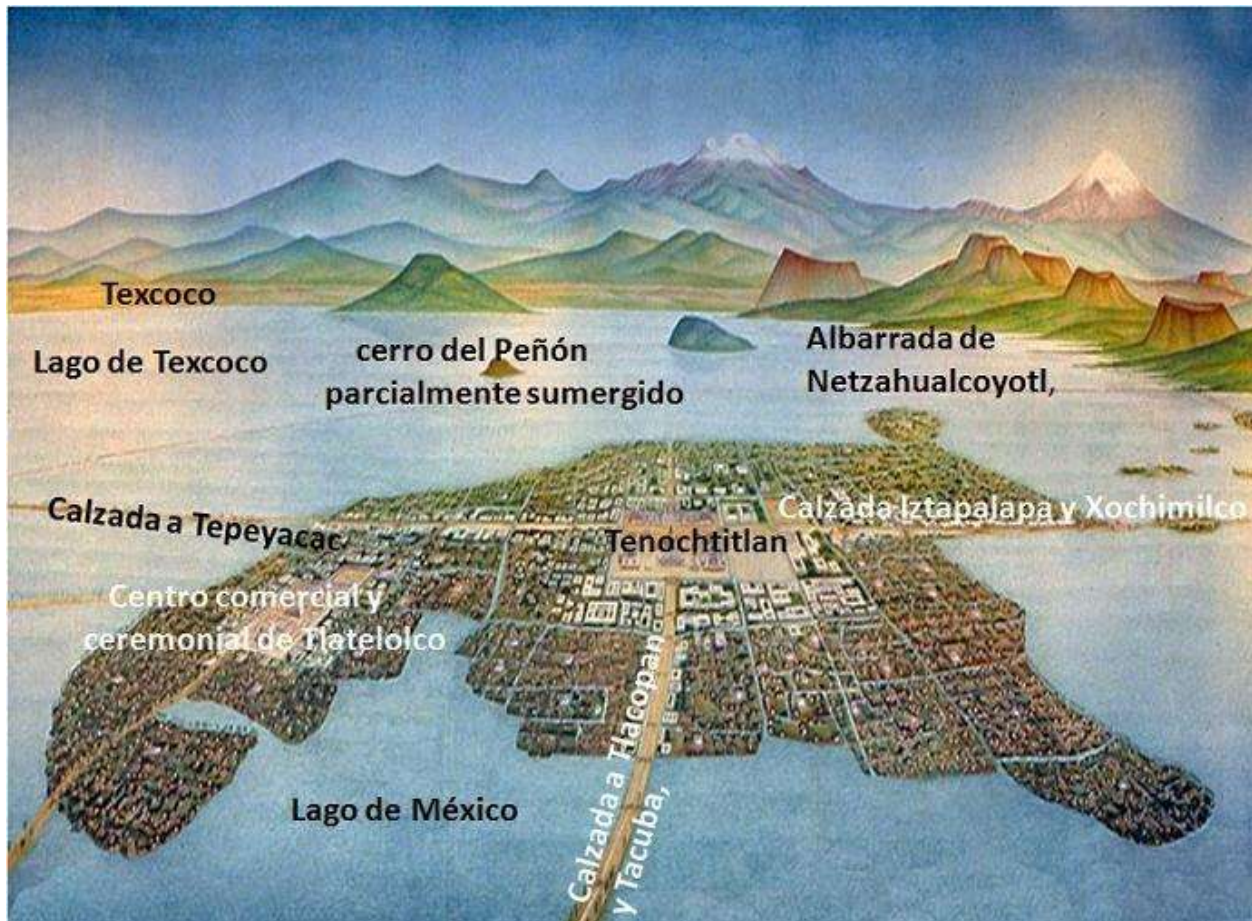 Texcoco
Lago de Texcoco
cerro del Peñón
parcialmente sumergido
Albarrada de
Netzahualcoyotl,
Calzada a Tepeyacac
Calzada Iztapalapa y Xochimilco
Tenochtitlan
Centro comercial y
ceremonial de Tlatelolco
Calzada a Tlacopan
y Tacuba,
Lago de México